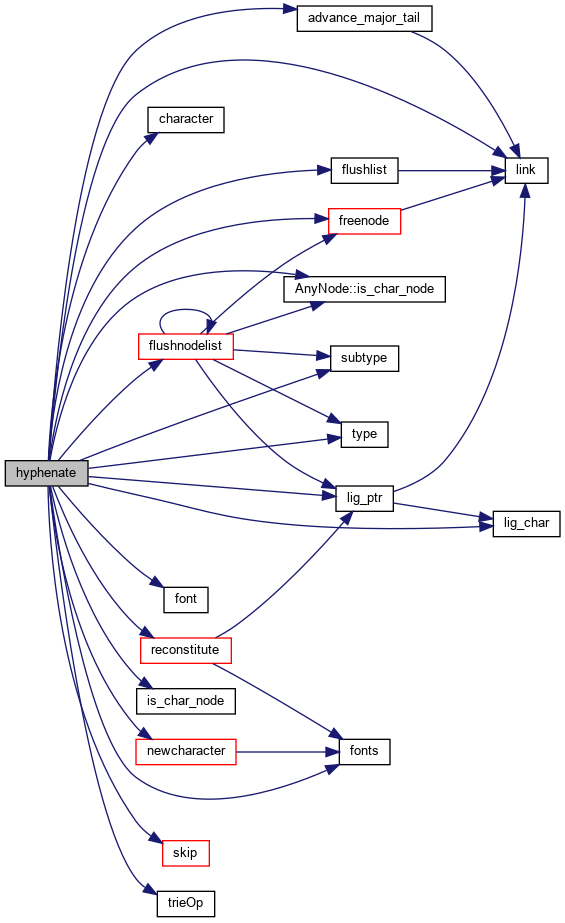 advance_major_tail
character
flushlist
link
freenode
AnyNode::is_char_node
flushnodelist
subtype
type
hyphenate
lig_ptr
lig_char
font
reconstitute
is_char_node
newcharacter
fonts
skip
trieOp